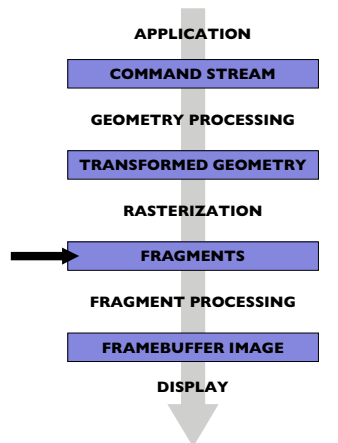 APPLICATION
COMMAND STREAM
GEOMETRY PROCESSING
TRANSFORMED GEOMETRY
RASTERIZATION
FRAGMENTS
FRAGMENT PROCESSING
FRAMEBUFFER IMAGE
DISPLAY